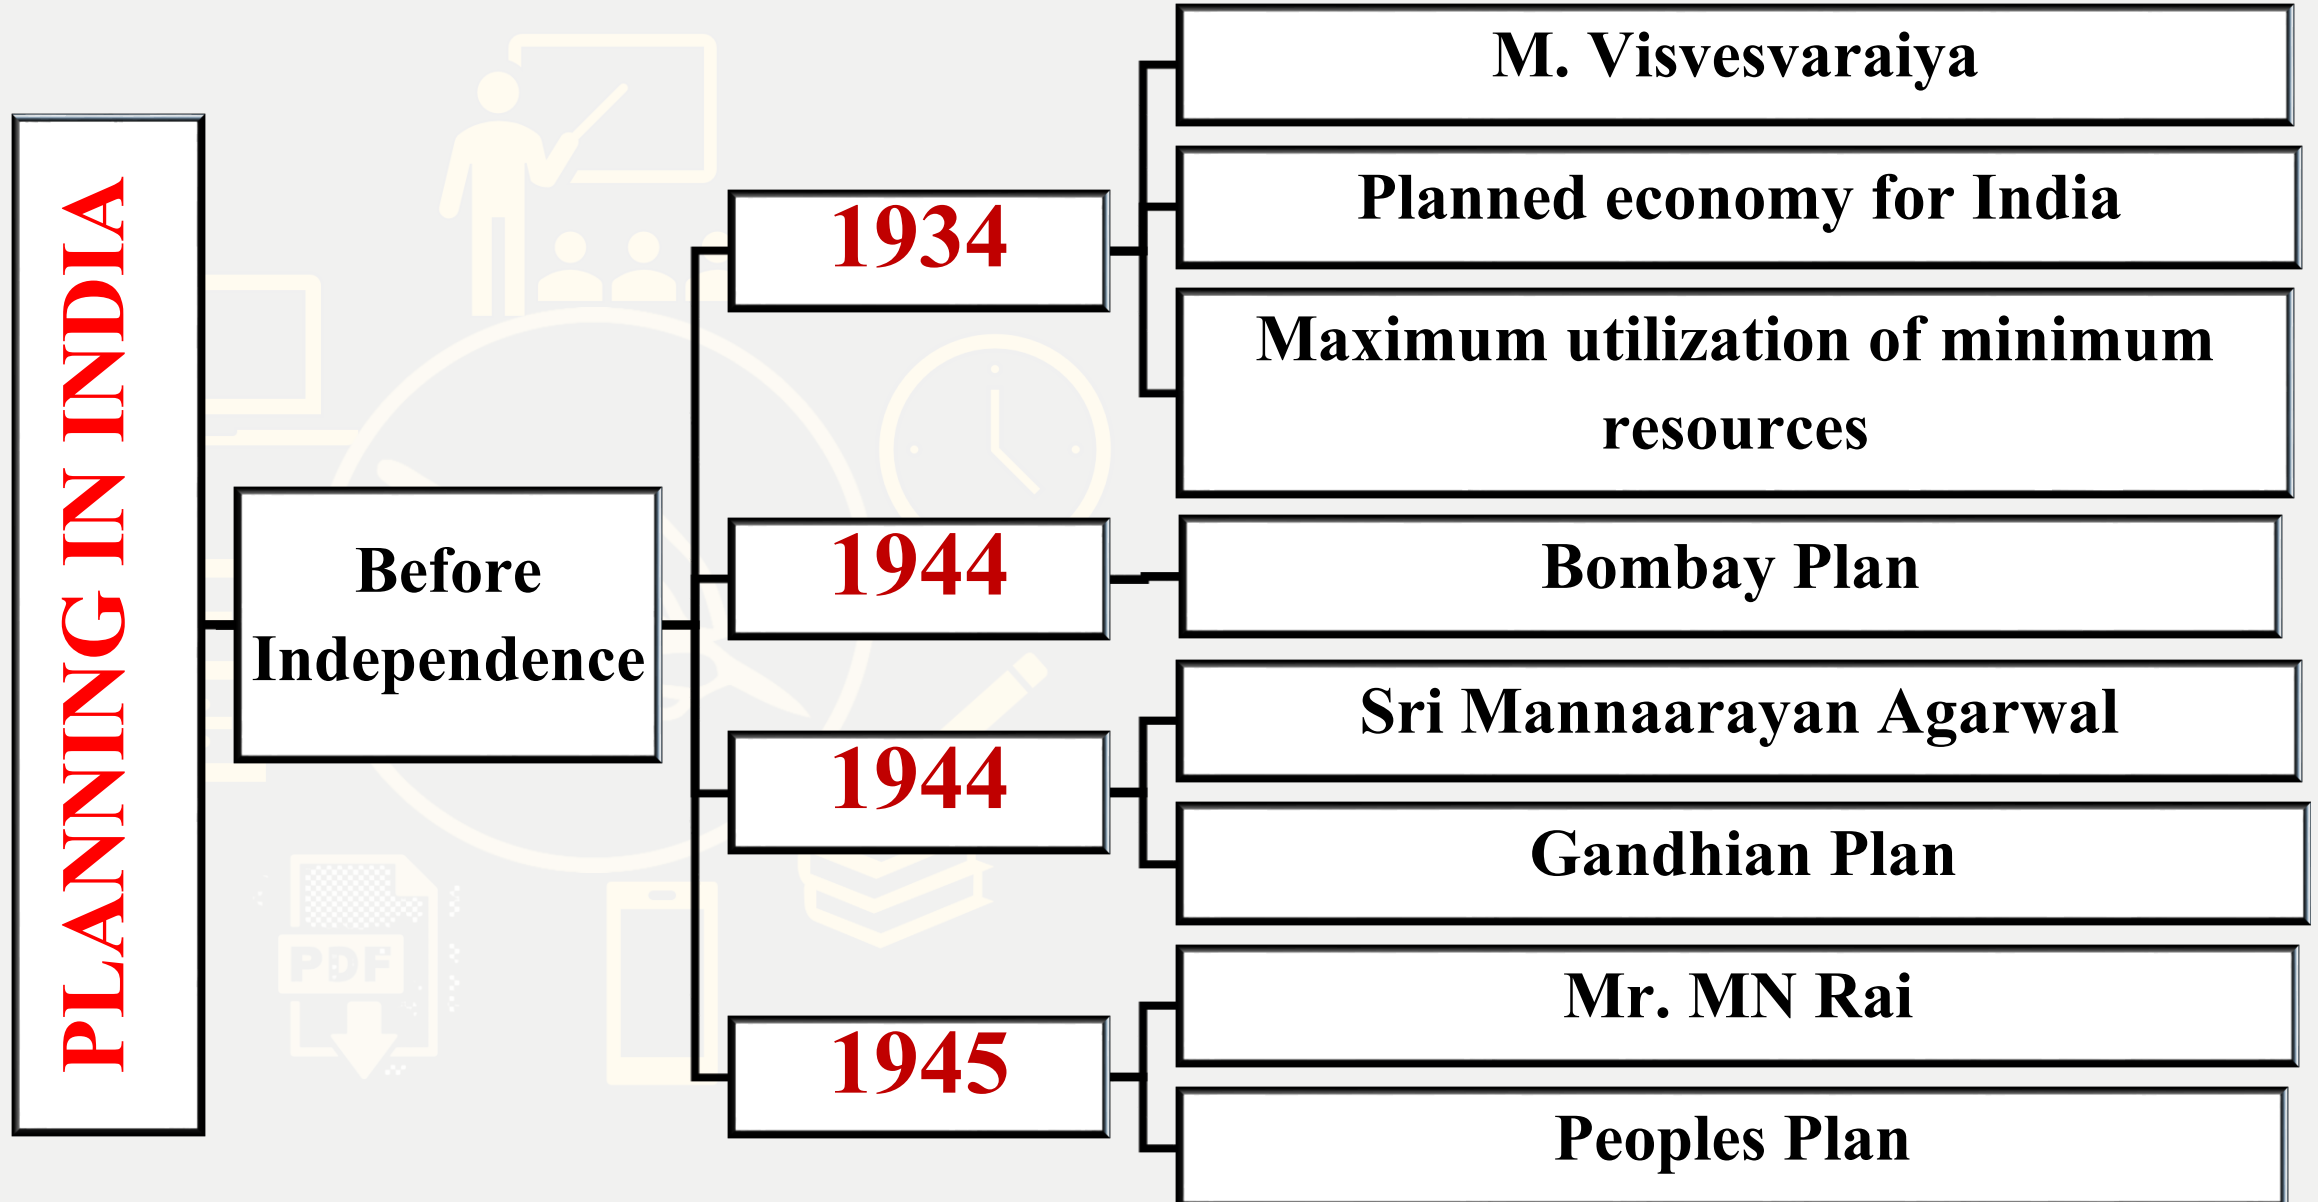 PLANNING IN INDIA
Before
Independence
1934
M. Visvesvaraiya
Planned economy for India
Maximum utilization of minimum
resources
1944
Bombay Plan
1944
Sri Mannaarayan Agarwal
Gandhian Plan
1945
Mr. MN Rai
Peoples Plan
PDF